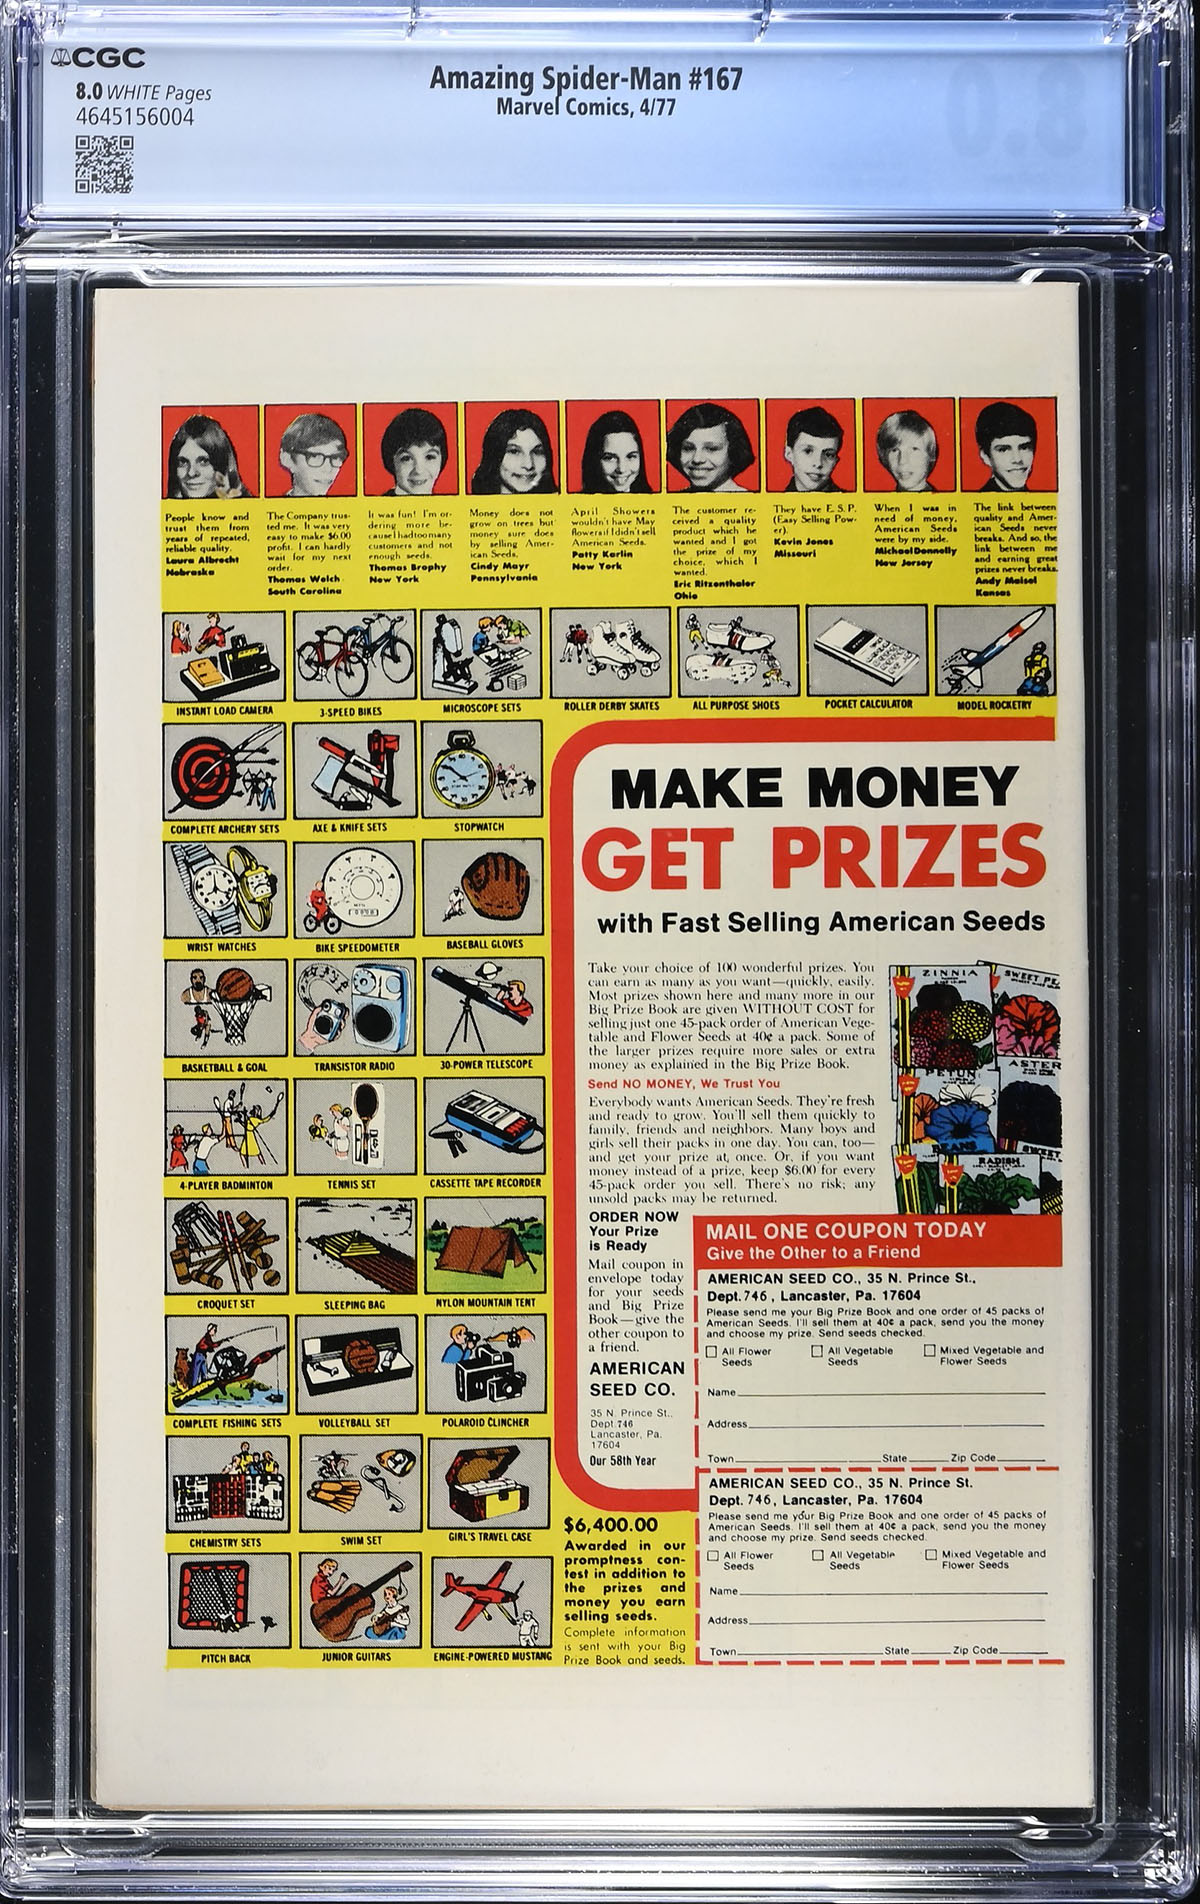 CGC
8.0 WHITE Pages
4645156004
Amazing Spider-Man #167
Marvel Comics, 4/77
People know and
trust them from
years of repeated,
reliable quality.
Laura Albrecht
Nebraska
The Company trus-
ted me. It was very
easy to make $6.00
profit. I can hardly
wait for my next
order.
Thomas Welch
South Carolina
It was fun! I'm or-
dering more be-
cause I had too many
customers and not
enough seeds.
Thomas Brophy
New York
Money does not
grow on trees but
money sure does
by selling Amer-
ican Seeds.
Cindy Mayr
Pennsylvania
April Showers
wouldn't have May
flowers if I didn't sell
American Seeds.
Patty Karlin
New York
The customer re-
ceived a quality
product which he
wanted and I got
the prize of my
choice, which I
wanted.
Eric Ritzenthaler
Ohio
They have E.S.P.
(Easy Selling Pow-
er).
Kevin Jones
Missouri
When I was in
need of money,
American Seeds
were by my side.
Michael Donnelly
New Jersey
The link between
quality and Amer-
ican Seeds never
breaks. And so, the
link between me
and earning great
prizes never breaks.
Andy Maisel
Kansas
INSTANT LOAD CAMERA
3-SPEED BIKES
MICROSCOPE SETS
ROLLER DERBY SKATES
ALL PURPOSE SHOES
POCKET CALCULATOR
MODEL ROCKETRY
COMPLETE ARCHERY SETS
AXE & KNIFE SETS
STOPWATCH
WRIST WATCHES
BIKE SPEEDOMETER
BASEBALL GLOVES
BASKETBALL & GOAL
TRANSISTOR RADIO
30-POWER TELESCOPE
4-PLAYER BADMINTON
TENNIS SET
CASSETTE TAPE RECORDER
CROQUET SET
SLEEPING BAG
NYLON MOUNTAIN TENT
COMPLETE FISHING SETS
VOLLEYBALL SET
POLAROID CLINCHER
CHEMISTRY SETS
SWIM SET
GIRL'S TRAVEL CASE
PITCH BACK
JUNIOR GUITARS
ENGINE-POWERED MUSTANG
MAKE MONEY
GET PRIZES
with Fast Selling American Seeds
Take your choice of 100 wonderful prizes. You
can earn as many as you want—quickly, easily.
Most prizes shown here and many more in our
Big Prize Book are given WITHOUT COST for
selling just one 45-pack order of American Vege-
table and Flower Seeds at 40¢ a pack. Some of
the larger prizes require more sales or extra
money as explained in the Big Prize Book.
Send NO MONEY, We Trust You
Everybody wants American Seeds. They're fresh
and ready to grow. You'll sell them quickly to
family, friends and neighbors. Many boys and
girls sell their packs in one day. You can, too—
and get your prize at once. Or, if you want
money instead of a prize, keep $6.00 for every
45-pack order you sell. There's no risk; any
unsold packs may be returned.
ZINNIA
SWEET PE
PETUN
ASTER
BEANS
RADISH
SWEET
ORDER NOW
Your Prize
is Ready
Mail coupon in
envelope today
for your seeds
and Big Prize
Book—give the
other coupon to
a friend.
AMERICAN
SEED CO.
35 N. Prince St.,
Dept. 746
Lancaster, Pa.
17604
Our 58th Year
MAIL ONE COUPON TODAY
Give the Other to a Friend
AMERICAN SEED CO., 35 N. Prince St.,
Dept. 746, Lancaster, Pa. 17604
Please send me your Big Prize Book and one order of 45 packs of
American Seeds. I'll sell them at 40¢ a pack, send you the money
and choose my prize. Send seeds checked.
All Flower Seeds
All Vegetable Seeds
Mixed Vegetable and Flower Seeds
Name
Address
Town State Zip Code
AMERICAN SEED CO., 35 N. Prince St.
Dept. 746, Lancaster, Pa. 17604
Please send me your Big Prize Book and one order of 45 packs of
American Seeds. I'll sell them at 40¢ a pack, send you the money
and choose my prize. Send seeds checked.
All Flower Seeds
All Vegetable Seeds
Mixed Vegetable and Flower Seeds
Name
Address
Town State Zip Code
$6,400.00
Awarded in our
promptness con-
test in addition to
the prizes and
money you earn
selling seeds.
Complete information
is sent with your Big
Prize Book and seeds.